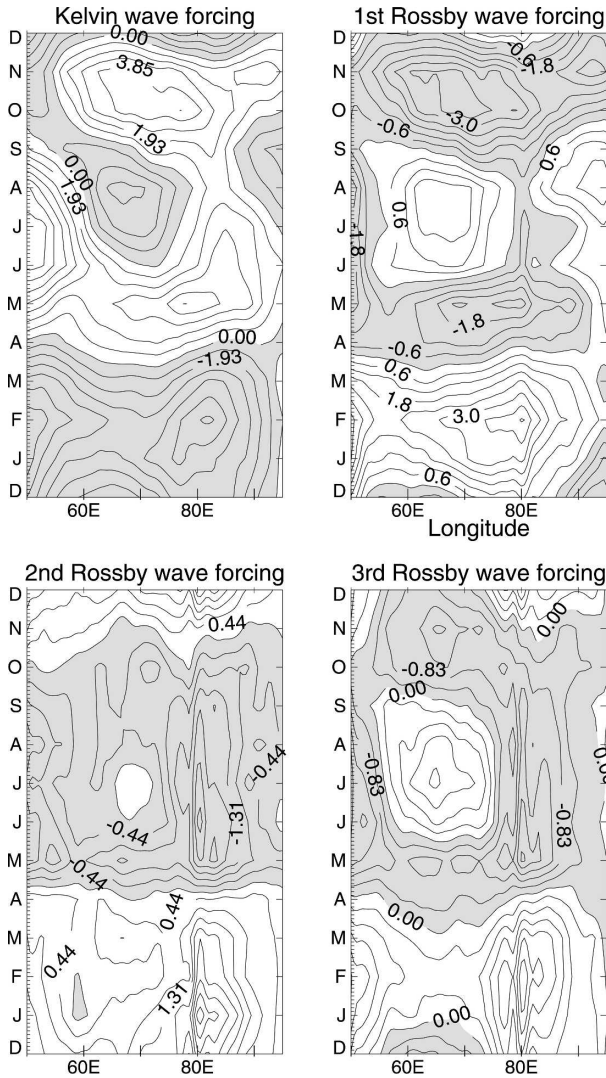 Kelvin wave forcing
D
N
O
S
A
J
J
M
A
M
F
J
D
0.00
3.85
1.93
0.00
1.93
0.00
-1.93
60E 80E
1st Rossby wave forcing
D
N
O
S
A
J
J
M
A
M
F
J
D
-0.6
-1.8
-3.0
-0.6
0.6
0.6
-1.8
-1.8
-0.6
0.6
1.8
3.0
0.6
60E 80E
Longitude
2nd Rossby wave forcing
D
N
O
S
A
J
J
M
A
M
F
J
D
0.44
-0.44
-0.44
-1.31
-0.44
0.44
0.44
1.31
60E 80E
3rd Rossby wave forcing
D
N
O
S
A
J
J
M
A
M
F
J
D
0.00
-0.83
0.00
-0.83
-0.83
0.00
0.00
60E 80E